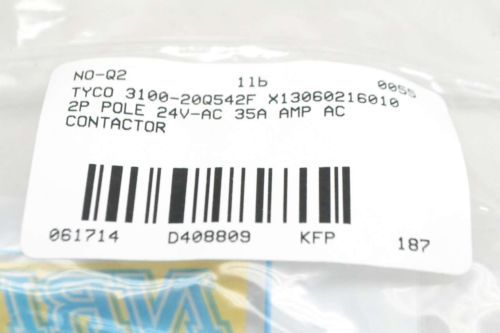 NO-Q2 1lb 0055
TYCO 3100-20Q542F X13060216010
2P POLE 24V-AC 35A AMP AC
CONTACTOR
061714 D408809 KFP 187
NRI